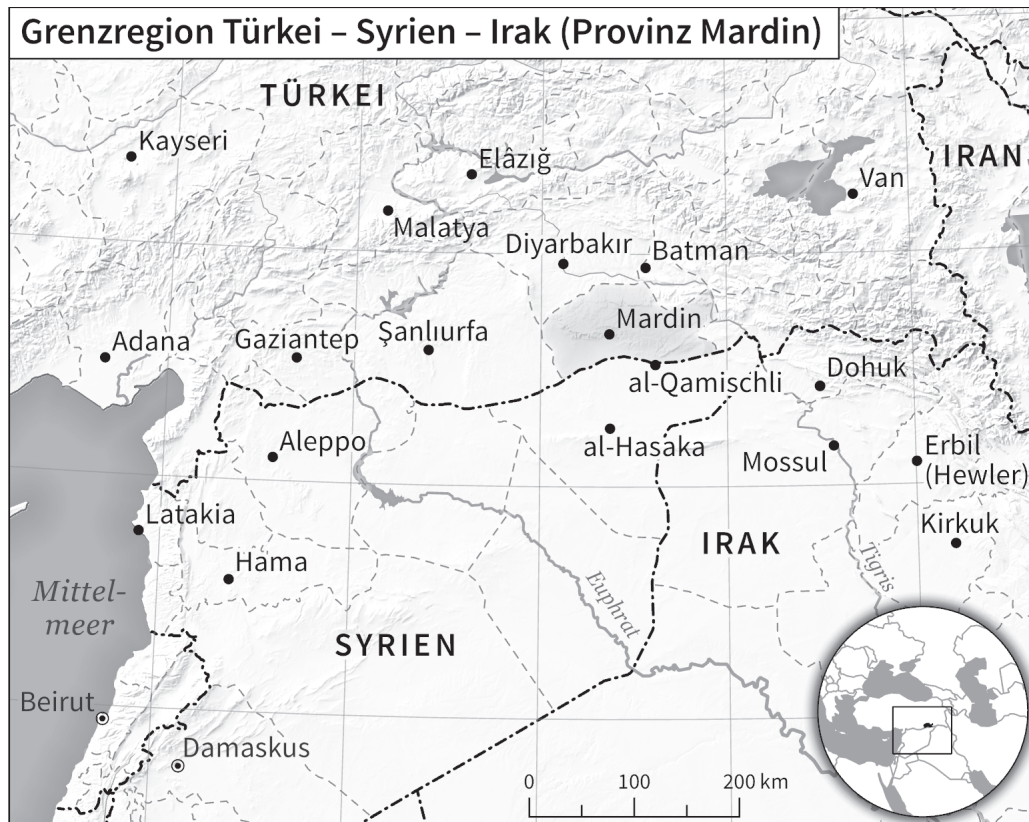 Grenzregion Türkei – Syrien – Irak (Provinz Mardin)
TÜRKEI
Kayseri
Elâzığ
IRAN
Van
Malatya
Diyarbakır
Batman
Mardin
Adana
Gaziantep
Şanlıurfa
al-Qamischli
Dohuk
Aleppo
al-Hasaka
Mossul
Erbil
(Hewler)
Latakia
Kirkuk
IRAK
Hama
Tigris
Mittel-
meer
Euphrat
SYRIEN
Beirut
Damaskus
0 100 200 km